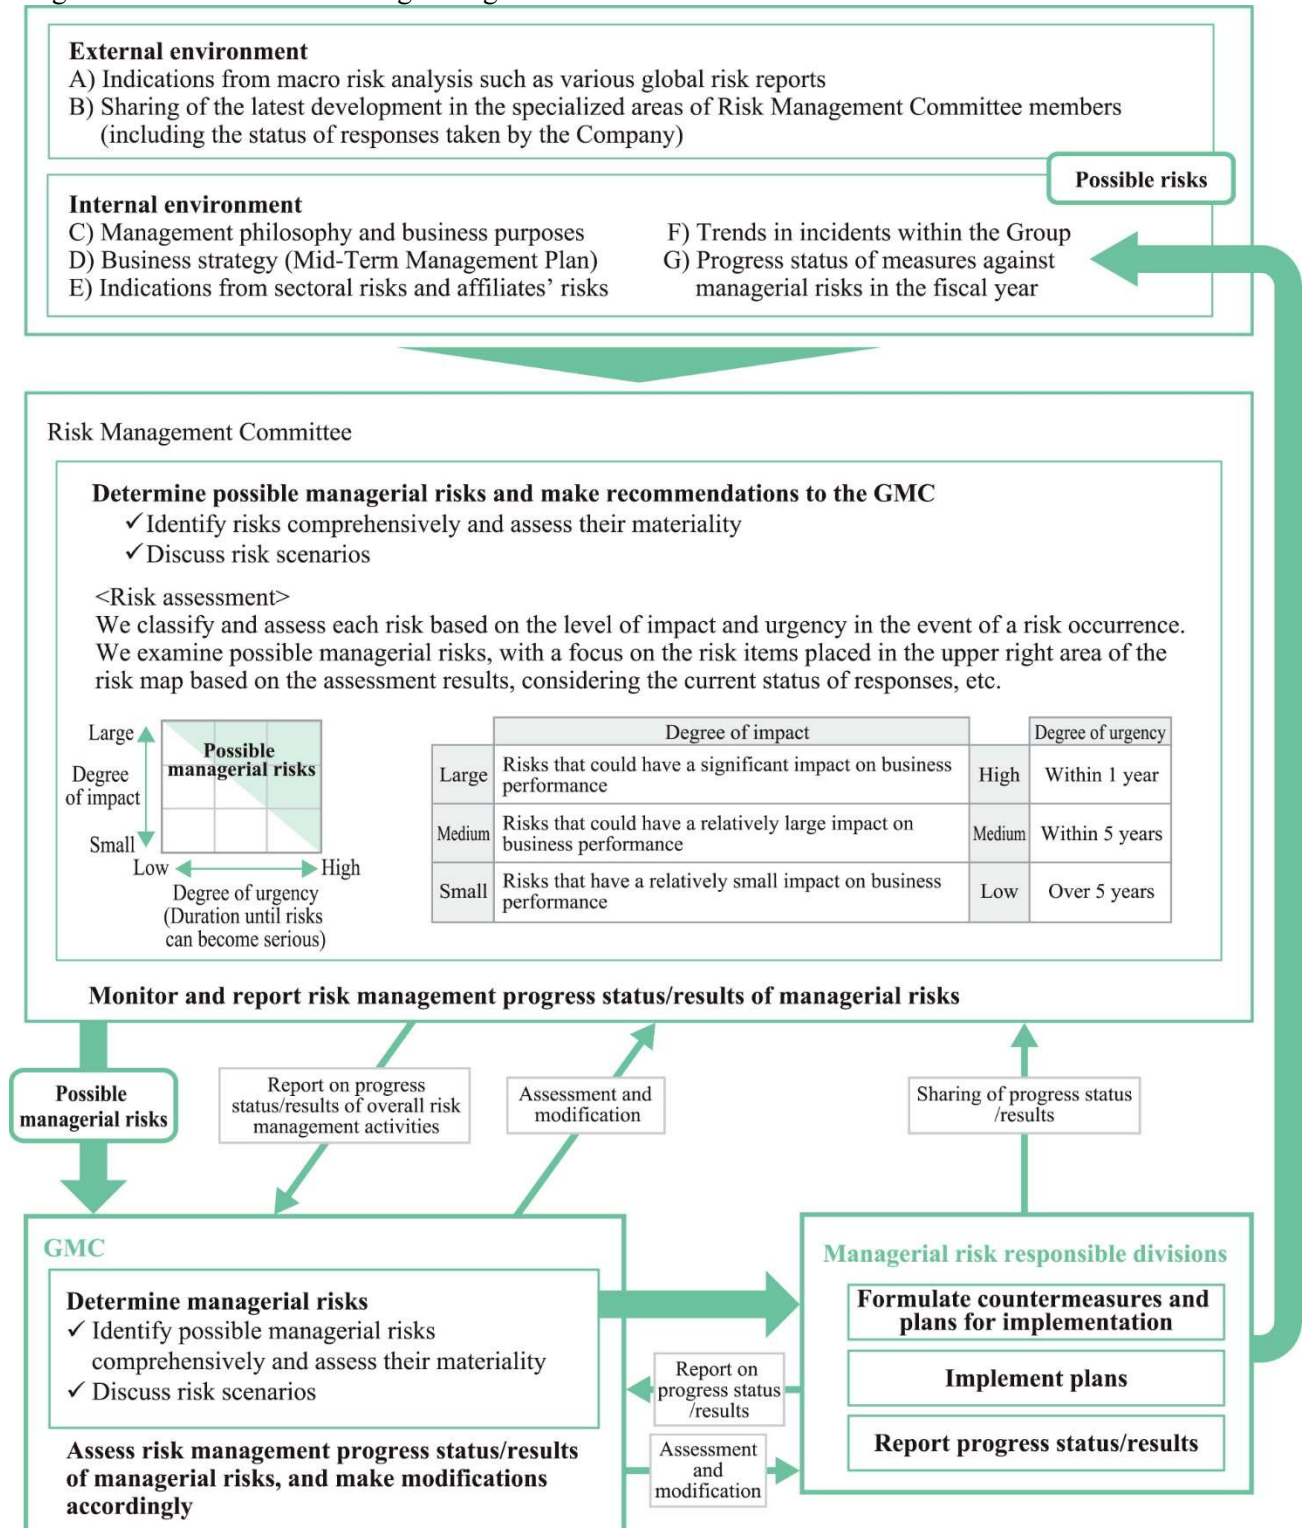 External environment
A) Indications from macro risk analysis such as various global risk reports
B) Sharing of the latest development in the specialized areas of Risk Management Committee members
(including the status of responses taken by the Company)
Possible risks
Internal environment
C) Management philosophy and business purposes
D) Business strategy (Mid-Term Management Plan)
E) Indications from sectoral risks and affiliates’ risks
F) Trends in incidents within the Group
G) Progress status of measures against
managerial risks in the fiscal year
Risk Management Committee
Determine possible managerial risks and make recommendations to the GMC
✓ Identify risks comprehensively and assess their materiality
✓ Discuss risk scenarios
<Risk assessment>
We classify and assess each risk based on the level of impact and urgency in the event of a risk occurrence.
We examine possible managerial risks, with a focus on the risk items placed in the upper right area of the
risk map based on the assessment results, considering the current status of responses, etc.
Large
Degree
of impact
Small
Possible
managerial risks
Low
High
Degree of urgency
(Duration until risks
can become serious)
Degree of impact
Degree of urgency
Large
Risks that could have a significant impact on business
performance
High
Within 1 year
Medium
Risks that could have a relatively large impact on
business performance
Medium
Within 5 years
Small
Risks that have a relatively small impact on business
performance
Low
Over 5 years
Monitor and report risk management progress status/results of managerial risks
Possible
managerial risks
Report on progress
status/results of overall risk
management activities
Assessment and
modification
Sharing of progress status
/results
GMC
Determine managerial risks
✓ Identify possible managerial risks
comprehensively and assess their materiality
✓ Discuss risk scenarios
Assess risk management progress status/results
of managerial risks, and make modifications
accordingly
Report on
progress status
/results
Assessment
and
modification
Managerial risk responsible divisions
Formulate countermeasures and
plans for implementation
Implement plans
Report progress status/results